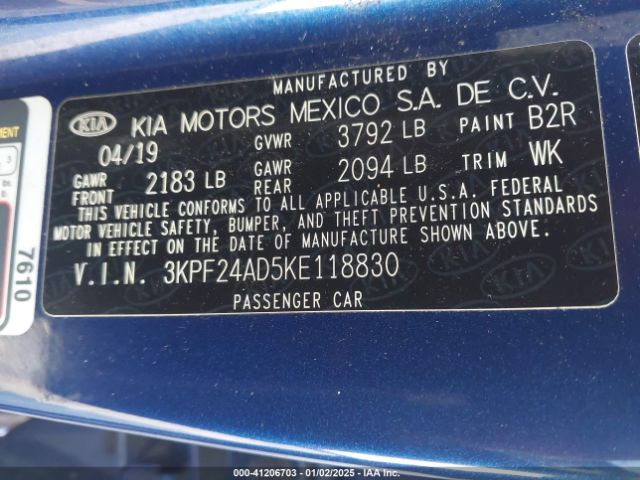 MANUFACTURED BY
KIA KIA MOTORS MEXICO S.A. DE C.V.
04/19 GVWR 3792 LB PAINT B2R
GAWR FRONT 2183 LB GAWR REAR 2094 LB TRIM WK
THIS VEHICLE CONFORMS TO ALL APPLICABLE U.S.A. FEDERAL
MOTOR VEHICLE SAFETY, BUMPER, AND THEFT PREVENTION STANDARDS
IN EFFECT ON THE DATE OF MANUFACTURE SHOWN ABOVE.
V.I.N. 3KPF24AD5KE118830
PASSENGER CAR
7610
000-41206703 - 01/02/2025 - IAA Inc.